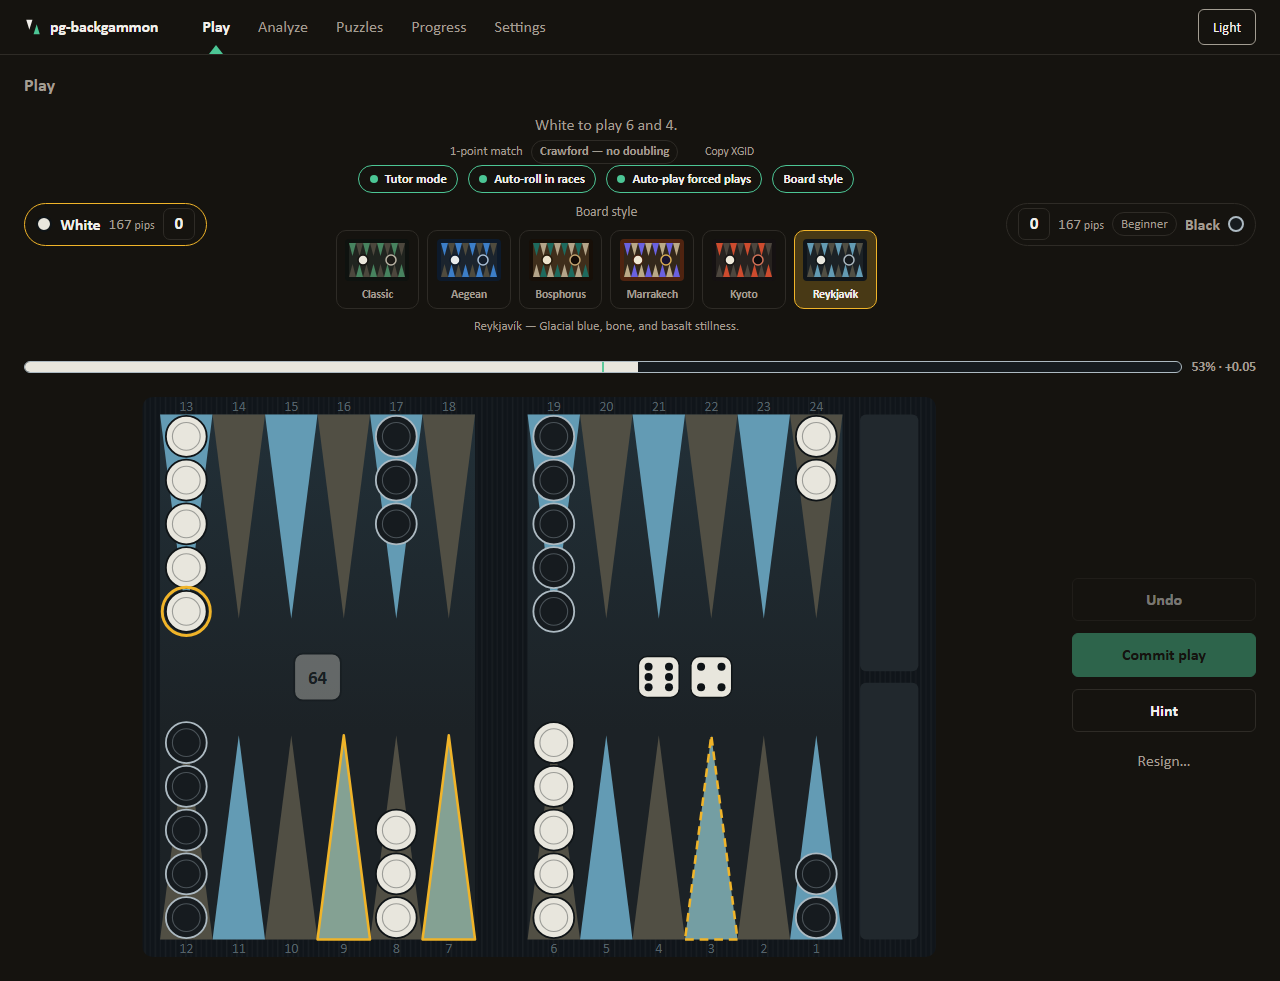 pg-backgammon Play Analyze Puzzles Progress Settings Light
Play
White to play 6 and 4.
1-point match Crawford — no doubling Copy XGID
Tutor mode Auto-roll in races Auto-play forced plays Board style
White 167 pips 0
0 167 pips Beginner Black
Board style
Classic Aegean Bosphorus Marrakech Kyoto Reykjavík
Reykjavík — Glacial blue, bone, and basalt stillness.
53% · +0.05
13 14 15 16 17 18 19 20 21 22 23 24
64
12 11 10 9 8 7 6 5 4 3 2 1
Undo
Commit play
Hint
Resign...